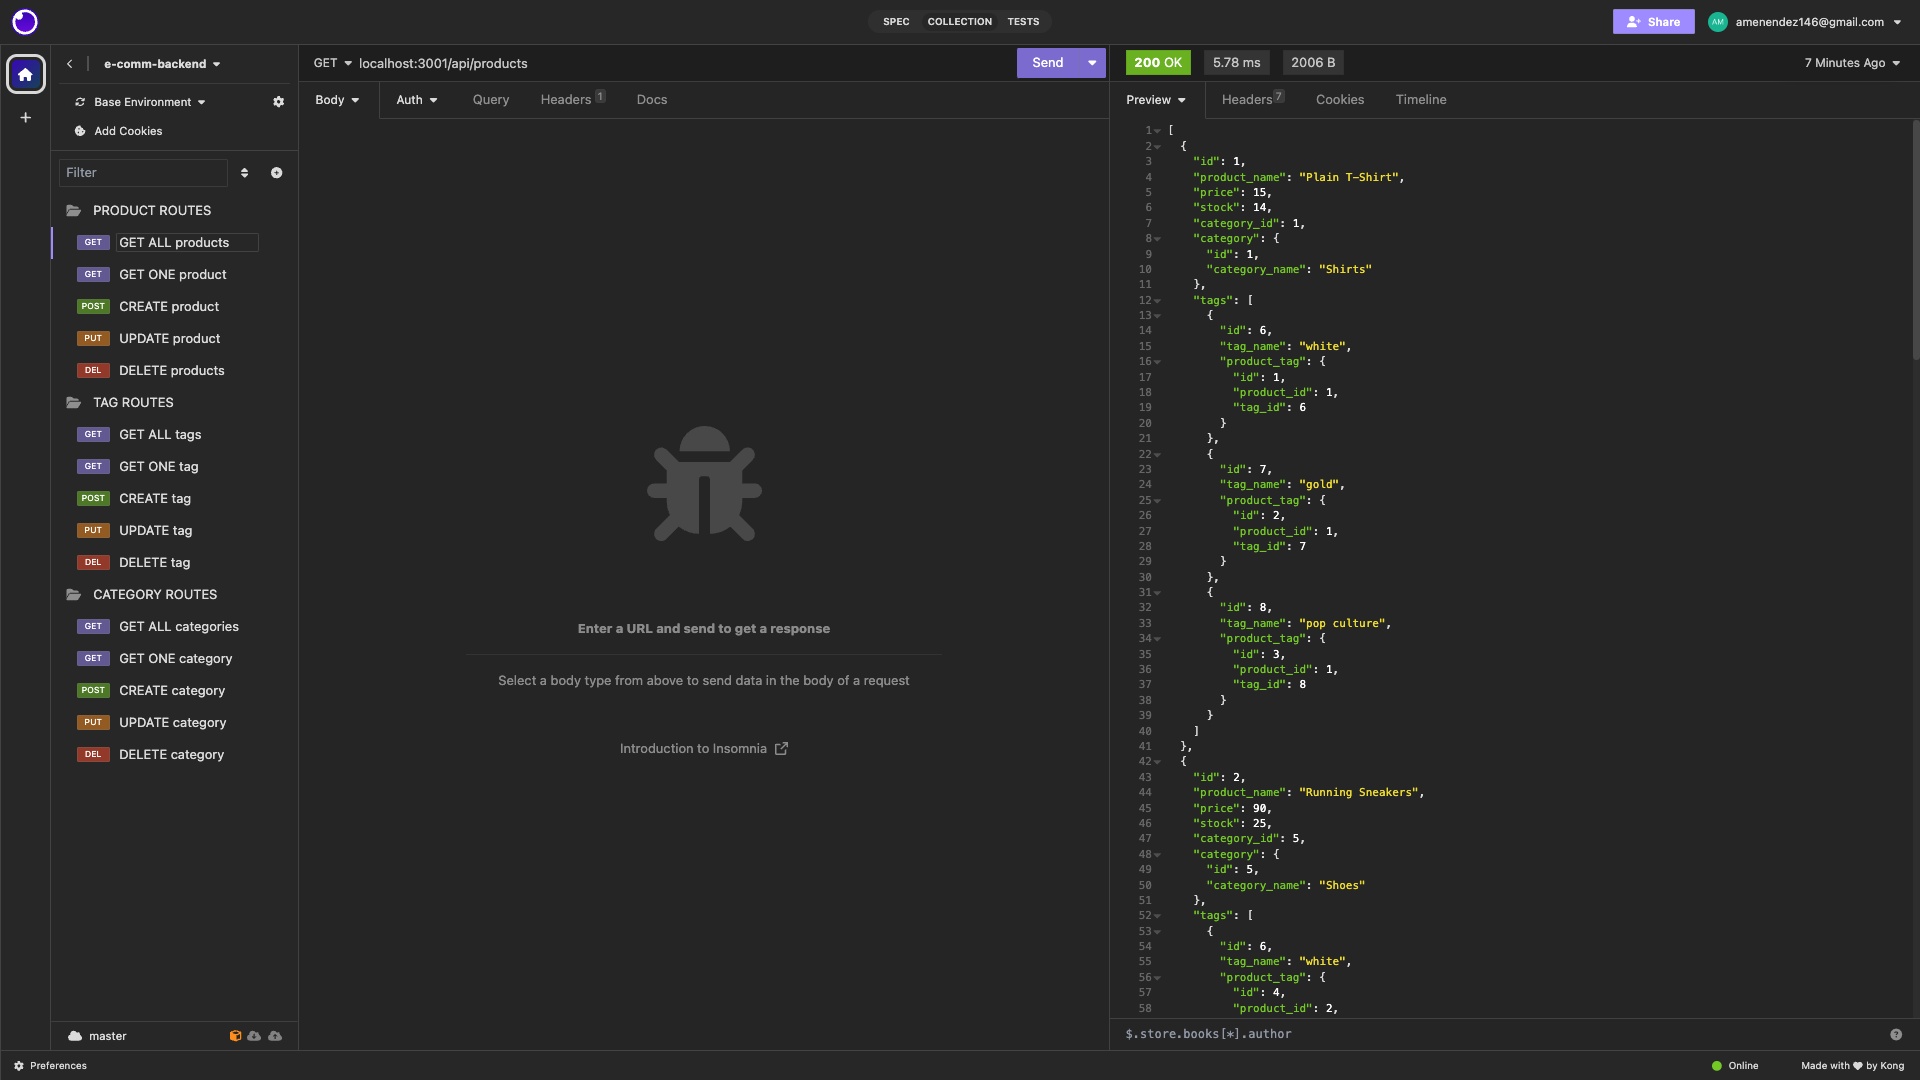 SPEC COLLECTION TESTS
Share
AM amenendez146@gmail.com
e-comm-backend
Base Environment
Add Cookies
Filter
PRODUCT ROUTES
GET GET ALL products
GET GET ONE product
POST CREATE product
PUT UPDATE product
DEL DELETE products
TAG ROUTES
GET GET ALL tags
GET GET ONE tag
POST CREATE tag
PUT UPDATE tag
DEL DELETE tag
CATEGORY ROUTES
GET GET ALL categories
GET GET ONE category
POST CREATE category
PUT UPDATE category
DEL DELETE category
master
Preferences
GET localhost:3001/api/products
Send
Body Auth Query Headers 1 Docs
Enter a URL and send to get a response
Select a body type from above to send data in the body of a request
Introduction to Insomnia
200 OK 5.78 ms 2006 B 7 Minutes Ago
Preview Headers 7 Cookies Timeline
1 [
2 {
3 "id": 1,
4 "product_name": "Plain T-Shirt",
5 "price": 15,
6 "stock": 14,
7 "category_id": 1,
8 "category": {
9 "id": 1,
10 "category_name": "Shirts"
11 },
12 "tags": [
13 {
14 "id": 6,
15 "tag_name": "white",
16 "product_tag": {
17 "id": 1,
18 "product_id": 1,
19 "tag_id": 6
20 }
21 },
22 {
23 "id": 7,
24 "tag_name": "gold",
25 "product_tag": {
26 "id": 2,
27 "product_id": 1,
28 "tag_id": 7
29 }
30 },
31 {
32 "id": 8,
33 "tag_name": "pop culture",
34 "product_tag": {
35 "id": 3,
36 "product_id": 1,
37 "tag_id": 8
38 }
39 }
40 ]
41 },
42 {
43 "id": 2,
44 "product_name": "Running Sneakers",
45 "price": 90,
46 "stock": 25,
47 "category_id": 5,
48 "category": {
49 "id": 5,
50 "category_name": "Shoes"
51 },
52 "tags": [
53 {
54 "id": 6,
55 "tag_name": "white",
56 "product_tag": {
57 "id": 4,
58 "product_id": 2,
$.store.books[*].author
Online
Made with ♥ by Kong